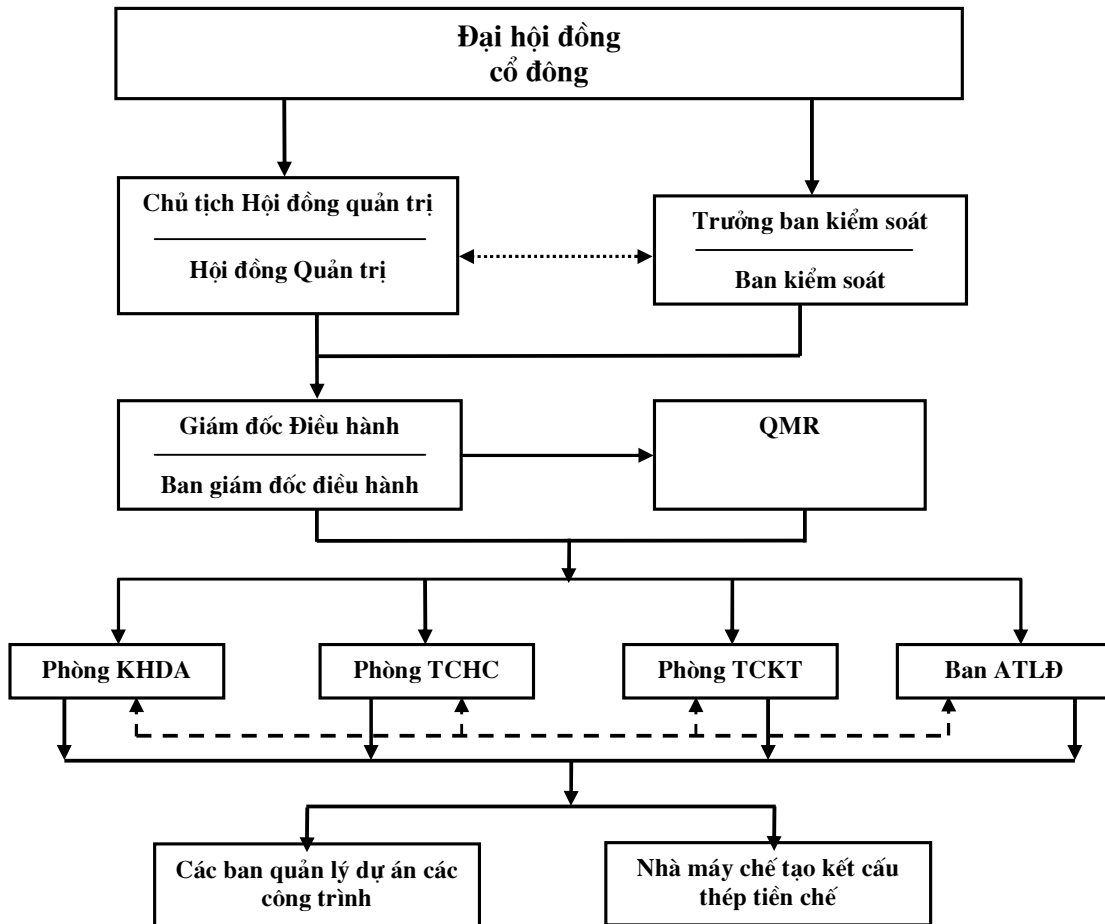 Đại hội đồng
cổ đông
Chủ tịch Hội đồng quản trị
Hội đồng Quản trị
Trưởng ban kiểm soát
Ban kiểm soát
Giám đốc Điều hành
Ban giám đốc điều hành
QMR
Phòng KHDA
Phòng TCHC
Phòng TCKT
Ban ATLĐ
Các ban quản lý dự án các
công trình
Nhà máy chế tạo kết cấu
thép tiền chế